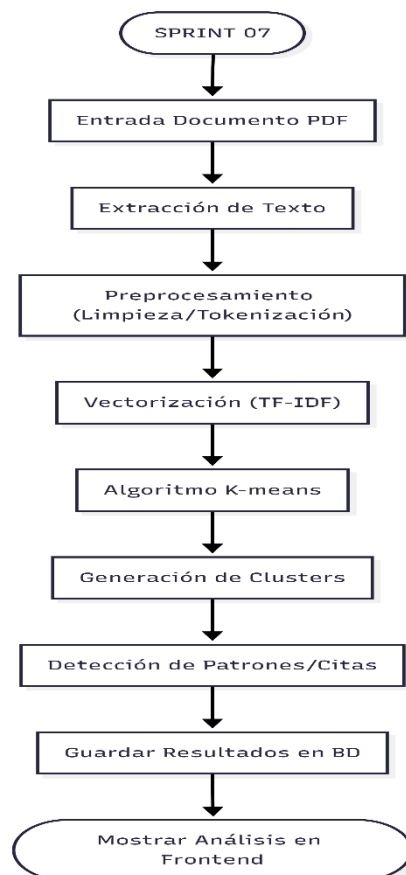 SPRINT 07
Entrada Documento PDF
Extracción de Texto
Preprocesamiento
(Limpieza/Tokenización)
Vectorización (TF-IDF)
Algoritmo K-means
Generación de Clusters
Detección de Patrones/Citas
Guardar Resultados en BD
Mostrar Análisis en
Frontend